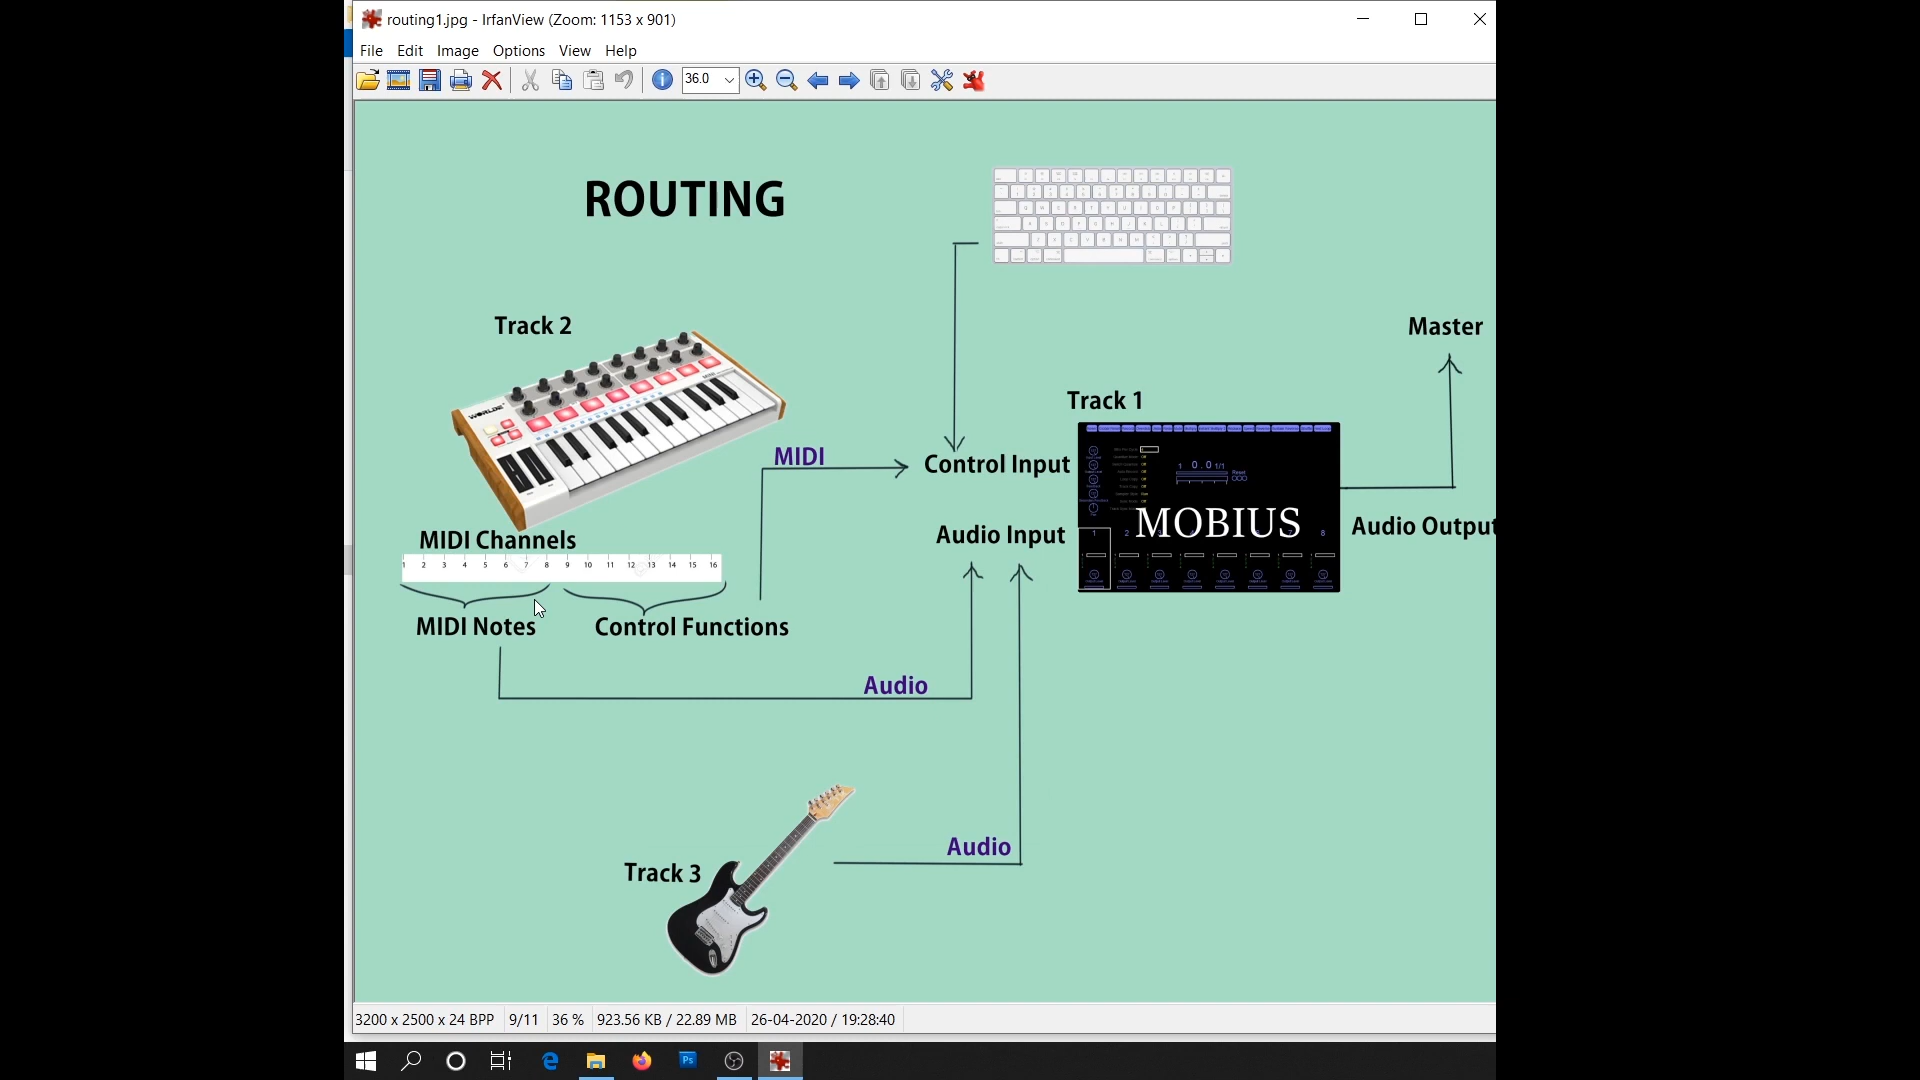 routing1.jpg - IrfanView (Zoom: 1153 x 901)
File Edit Image Options View Help
36.0
ROUTING
Track 2
Master
Track 1
WORLDE
MIDI
Control Input
MOBIUS
Audio Input
Audio Output
MIDI Channels
1 2 3 4 5 6 7 8 9 10 11 12 13 14 15 16
MIDI Notes
Control Functions
Audio
Audio
Track 3
3200 x 2500 x 24 BPP 9/11 36 % 923.56 KB / 22.89 MB 26-04-2020 / 19:28:40
Ps